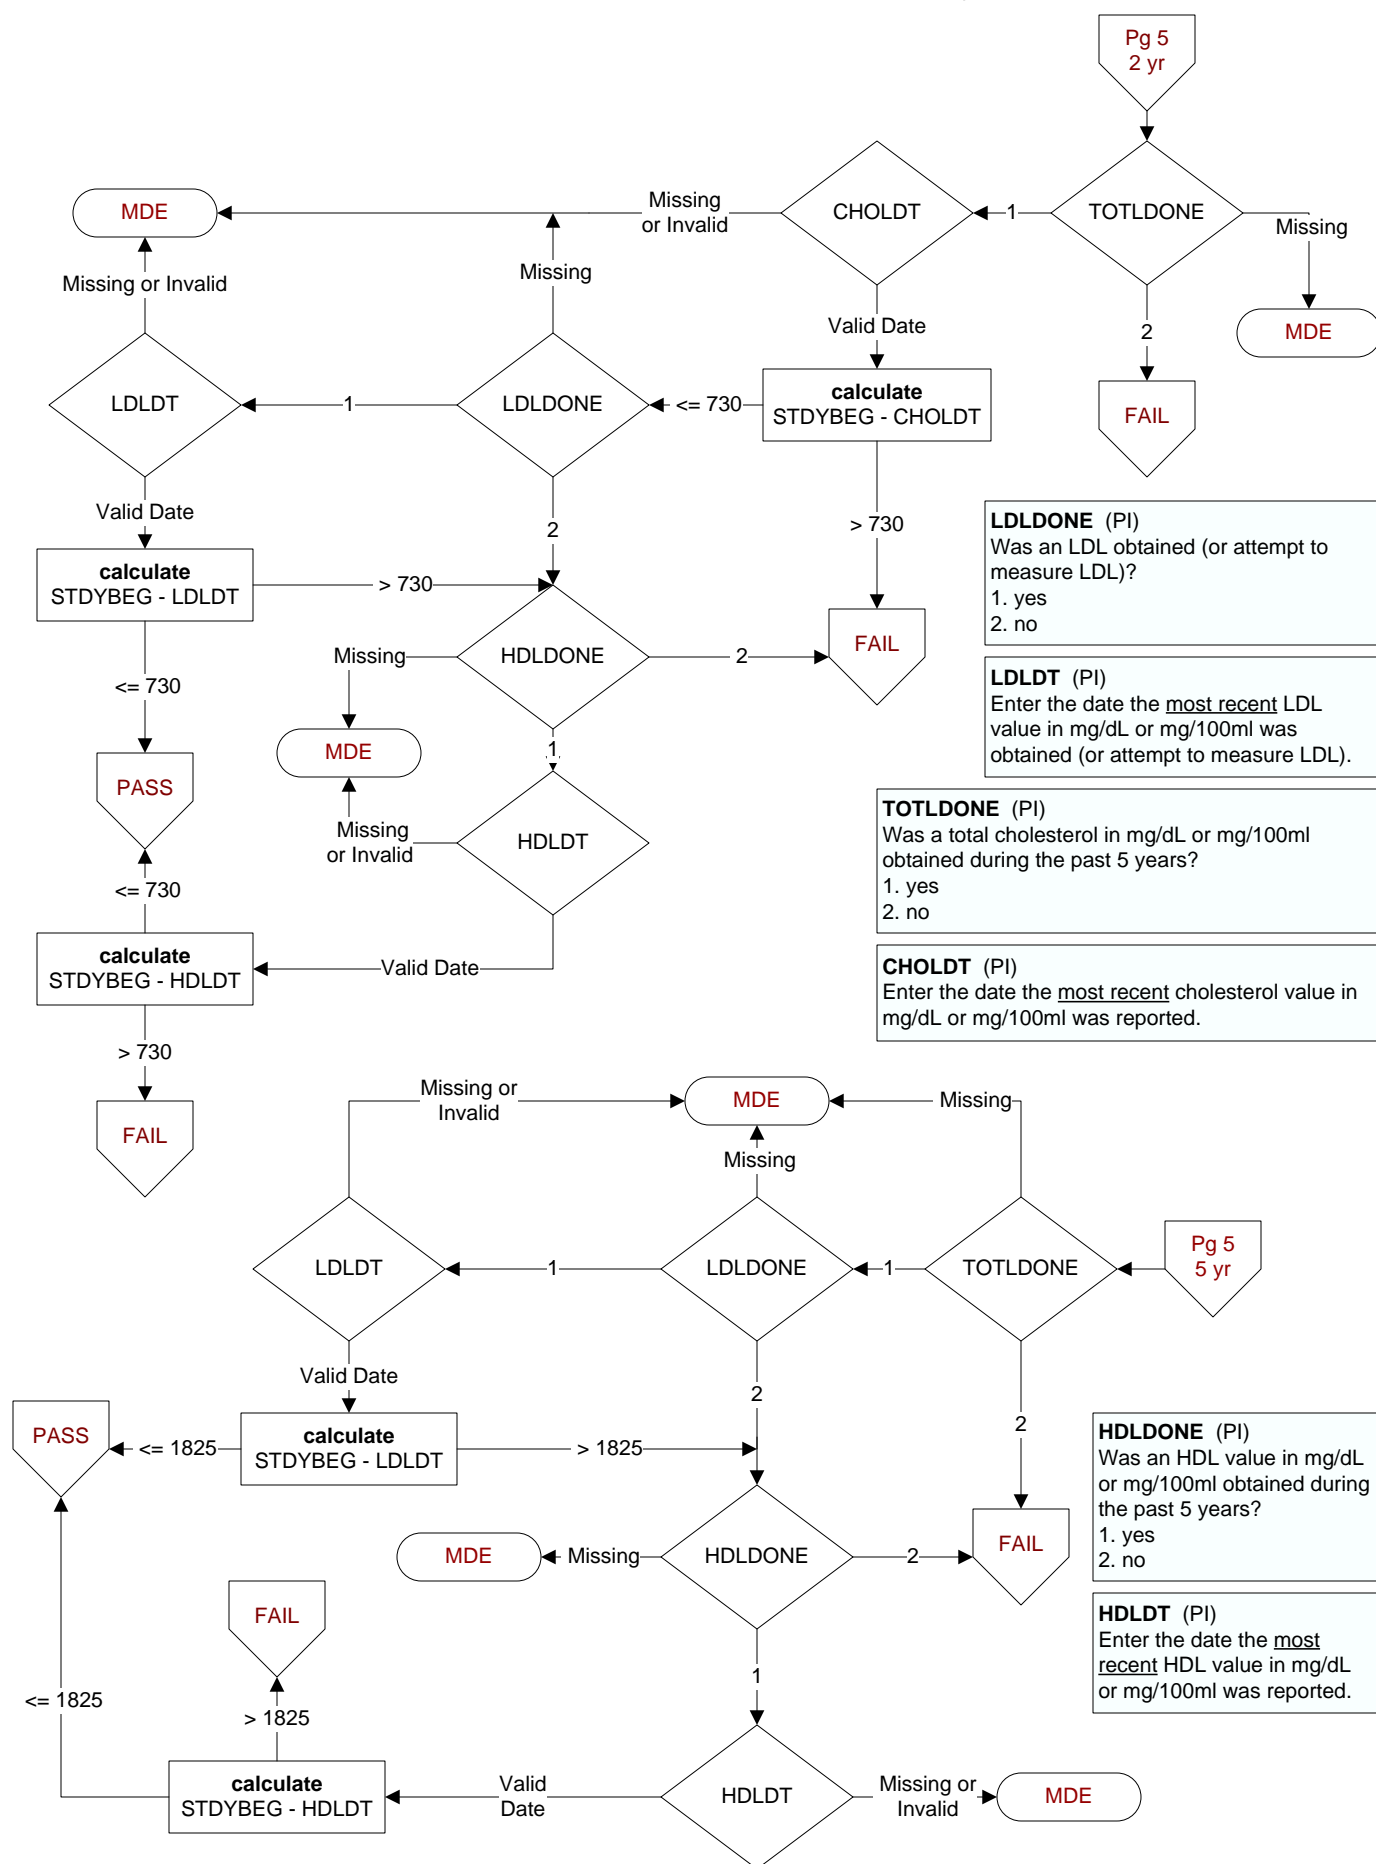 Pg 5
2 yr
TOTLDONE
1
Missing
MDE
2
FAIL
CHOLDT
Missing
or Invalid
MDE
Valid Date
calculate
STDYBEG - CHOLDT
<= 730
> 730
FAIL
LDLDONE
Missing
1
2
LDLDT
Missing or Invalid
Valid Date
calculate
STDYBEG - LDLDT
> 730
<= 730
PASS
HDLDONE
Missing
MDE
2
1
HDLDT
Missing
or Invalid
Valid Date
calculate
STDYBEG - HDLDT
<= 730
> 730
FAIL
LDLDONE (PI)
Was an LDL obtained (or attempt to
measure LDL)?
1. yes
2. no
LDLDT (PI)
Enter the date the most recent LDL
value in mg/dL or mg/100ml was
obtained (or attempt to measure LDL).
TOTLDONE (PI)
Was a total cholesterol in mg/dL or mg/100ml
obtained during the past 5 years?
1. yes
2. no
CHOLDT (PI)
Enter the date the most recent cholesterol value in
mg/dL or mg/100ml was reported.
Pg 5
5 yr
TOTLDONE
Missing
MDE
1
2
FAIL
LDLDONE
Missing
1
2
LDLDT
Missing or
Invalid
Valid Date
calculate
STDYBEG - LDLDT
<= 1825
PASS
> 1825
HDLDONE
Missing
MDE
2
1
HDLDT
Missing or
Invalid
MDE
Valid
Date
calculate
STDYBEG - HDLDT
> 1825
FAIL
<= 1825
HDLDONE (PI)
Was an HDL value in mg/dL
or mg/100ml obtained during
the past 5 years?
1. yes
2. no
HDLDT (PI)
Enter the date the most
recent HDL value in mg/dL
or mg/100ml was reported.